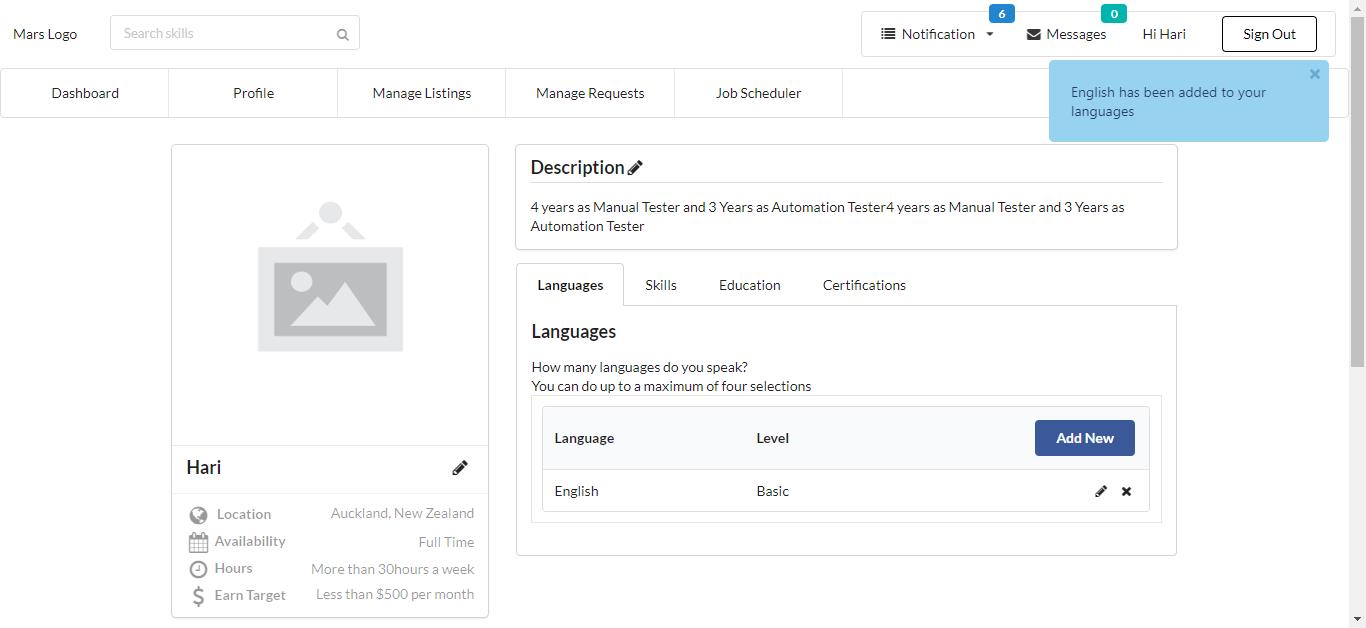 Mars Logo
Search skills
6
0
Notification
Messages
Hi Hari
Sign Out
Dashboard
Profile
Manage Listings
Manage Requests
Job Scheduler
English has been added to your
languages
Description
4 years as Manual Tester and 3 Years as Automation Tester4 years as Manual Tester and 3 Years as
Automation Tester
Languages
Skills
Education
Certifications
Languages
How many languages do you speak?
You can do up to a maximum of four selections
Language
Level
Add New
English
Basic
Hari
Location
Auckland, New Zealand
Availability
Full Time
Hours
More than 30hours a week
Earn Target
Less than $500 per month